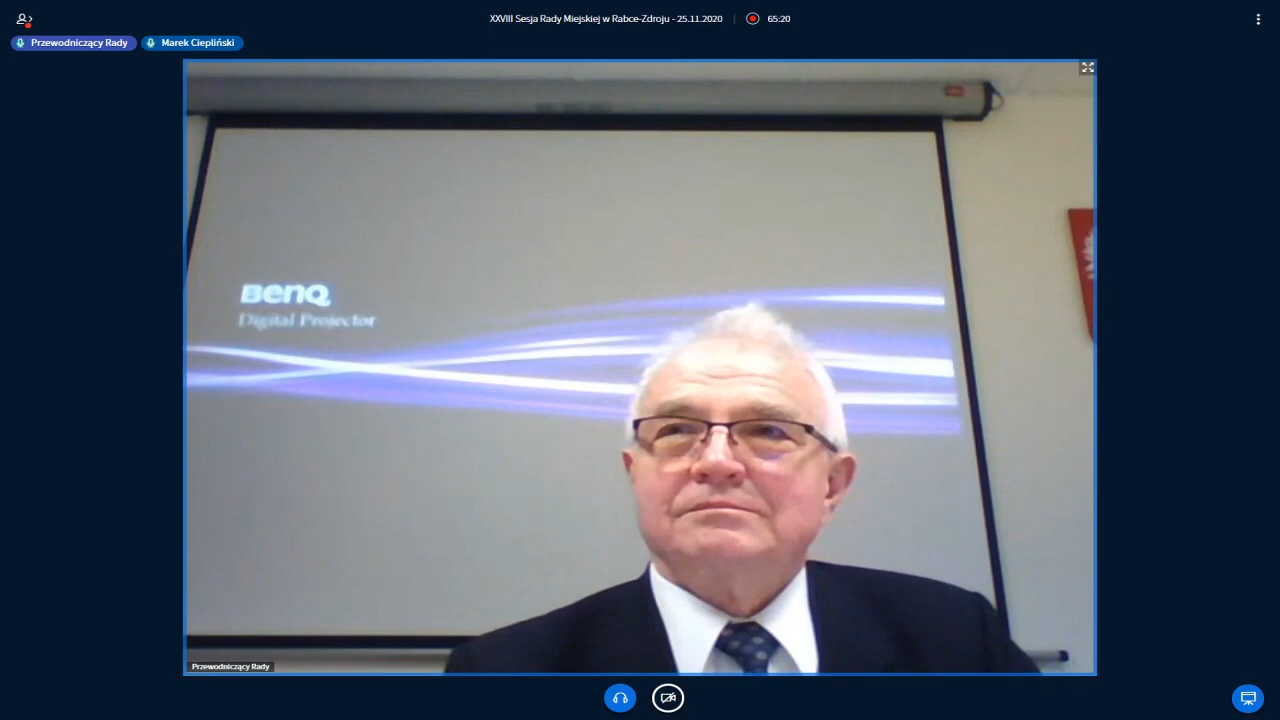 XXVIII Sesja Rady Miejskiej w Rabce-Zdroju - 25.11.2020 65:20
Przewodniczący Rady Marek Ciepliński
BenQ
Digital Projector
Przewodniczący Rady